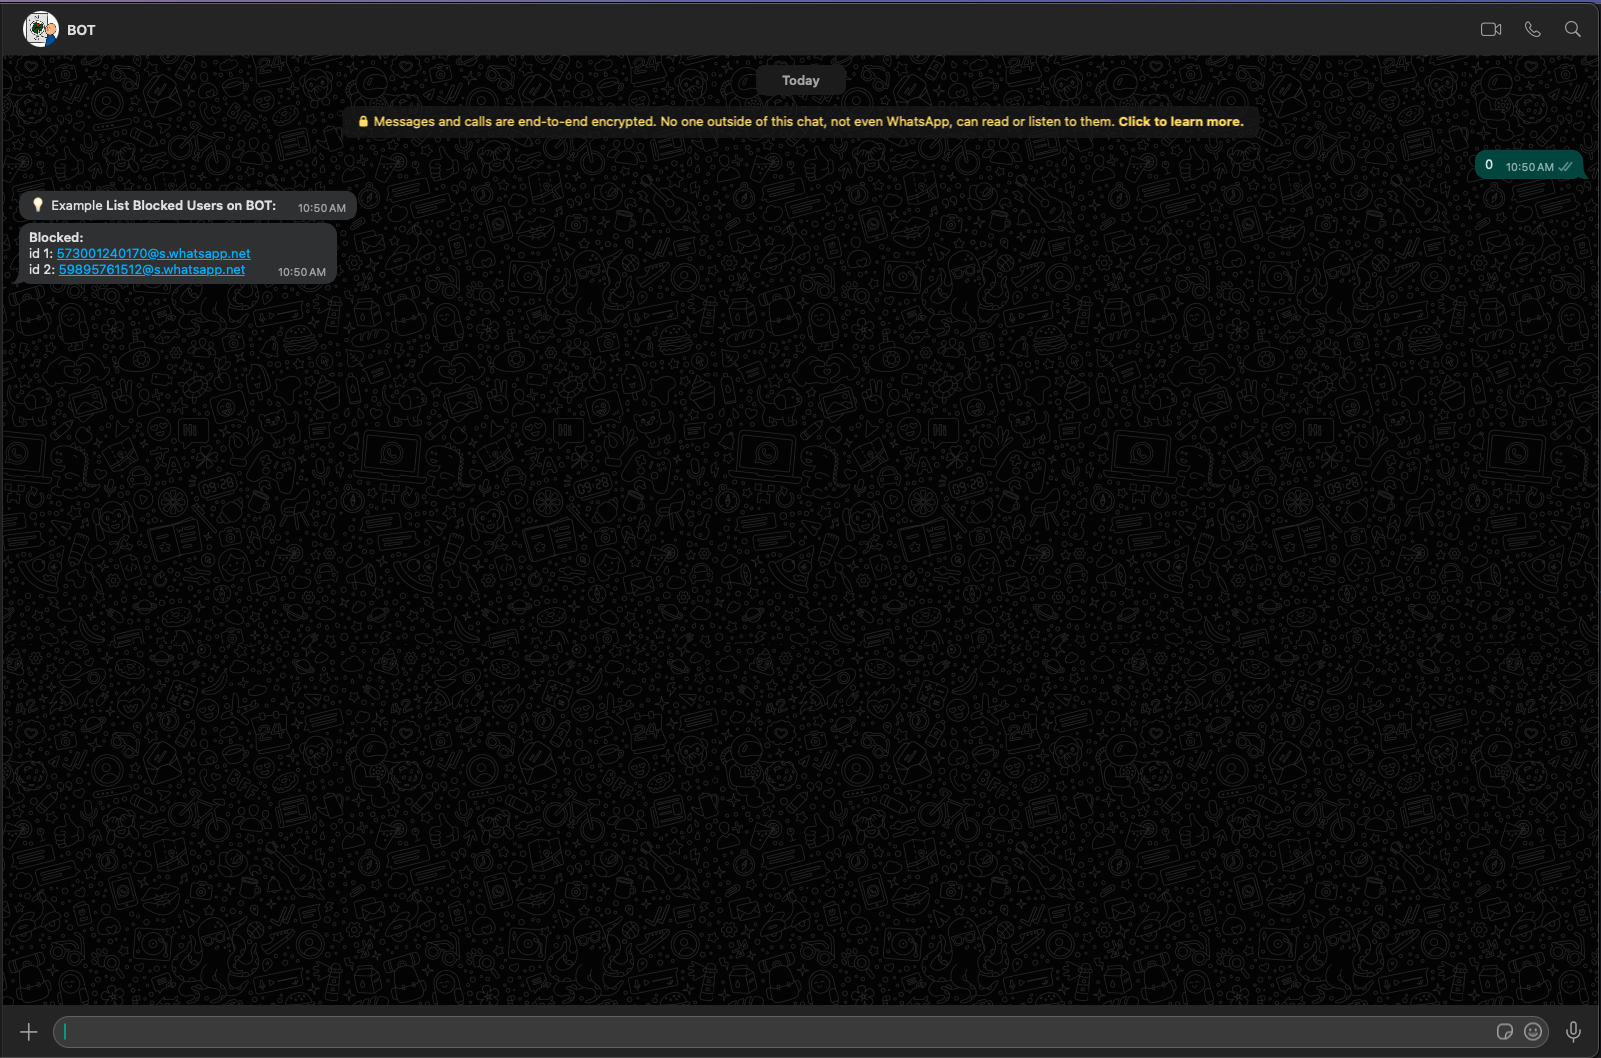 BOT
Today
Messages and calls are end-to-end encrypted. No one outside of this chat, not even WhatsApp, can read or listen to them. Click to learn more.
0 10:50 AM
💡 Example List Blocked Users on BOT: 10:50 AM
Blocked:
id 1: 573001240170@s.whatsapp.net
id 2: 59895761512@s.whatsapp.net 10:50 AM